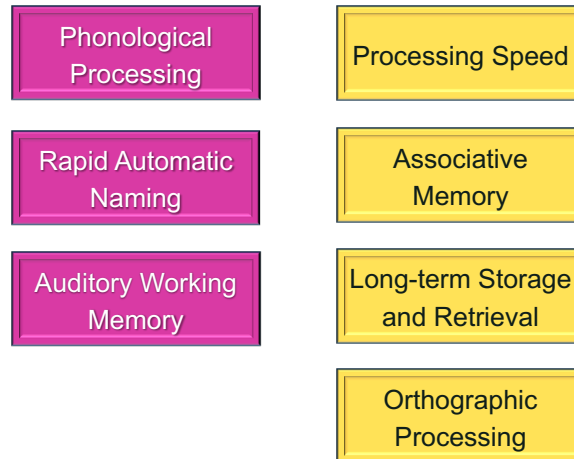 Phonological
Processing
Rapid Automatic
Naming
Auditory Working
Memory
Processing Speed
Associative
Memory
Long-term Storage
and Retrieval
Orthographic
Processing